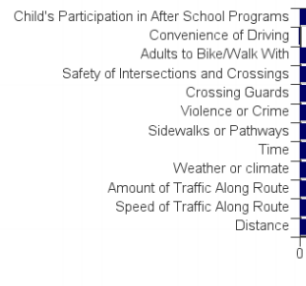 Child's Participation in After School Programs
Convenience of Driving
Adults to Bike/Walk With
Safety of Intersections and Crossings
Crossing Guards
Violence or Crime
Sidewalks or Pathways
Time
Weather or climate
Amount of Traffic Along Route
Speed of Traffic Along Route
Distance
0